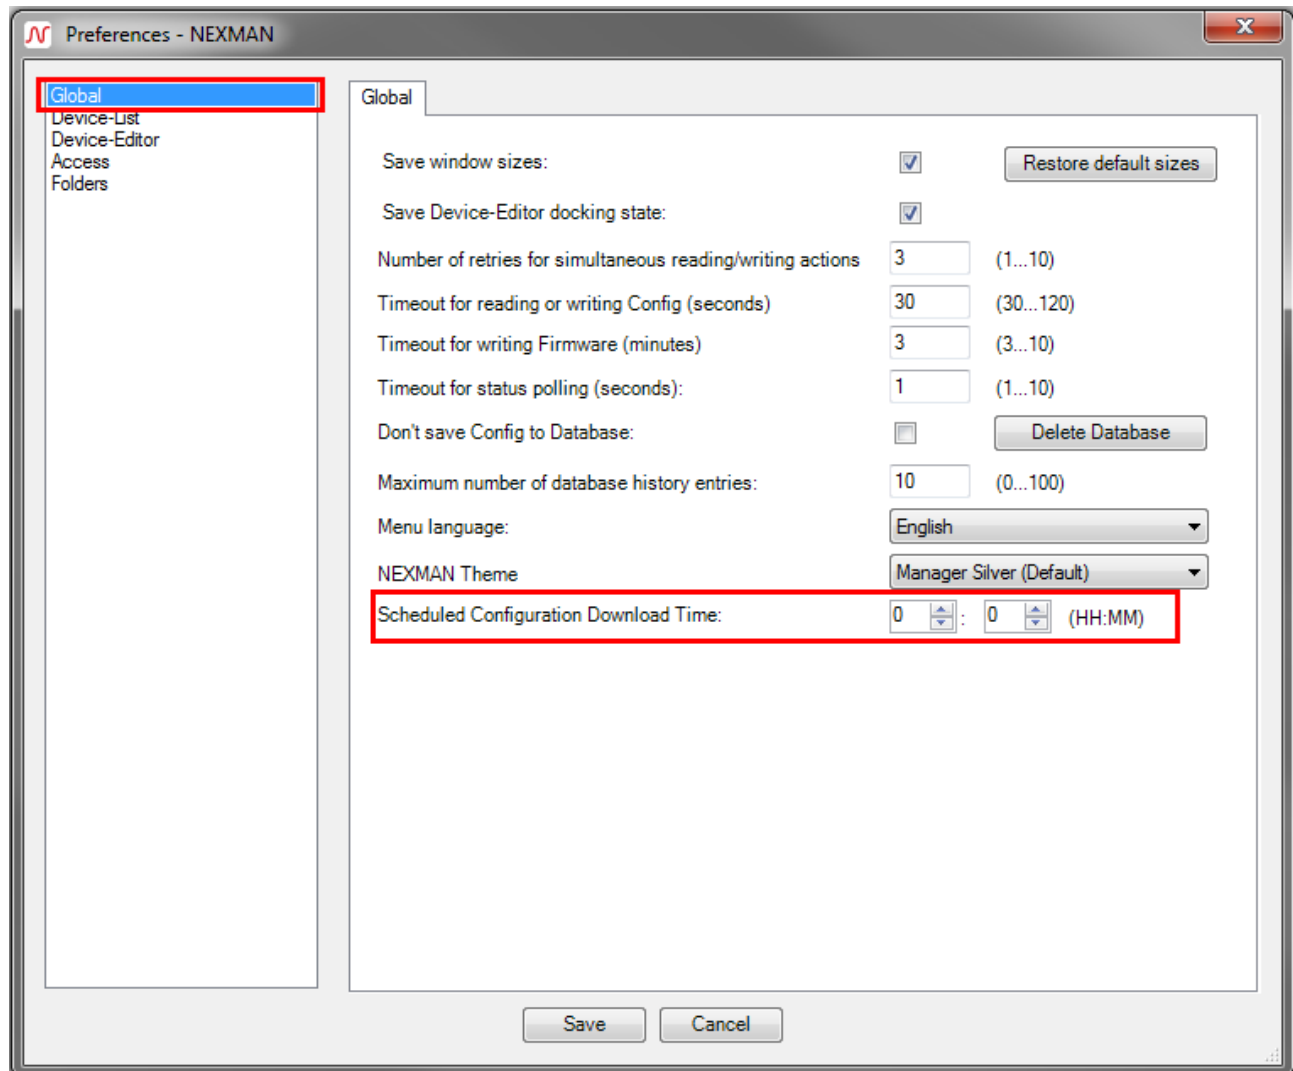 Preferences - NEXMAN
Global
Device-List
Device-Editor
Access
Folders
Global
Save window sizes: Restore default sizes
Save Device-Editor docking state:
Number of retries for simultaneous reading/writing actions 3 (1...10)
Timeout for reading or writing Config (seconds) 30 (30...120)
Timeout for writing Firmware (minutes) 3 (3...10)
Timeout for status polling (seconds): 1 (1...10)
Don't save Config to Database: Delete Database
Maximum number of database history entries: 10 (0...100)
Menu language: English
NEXMAN Theme Manager Silver (Default)
Scheduled Configuration Download Time: 0 : 0 (HH:MM)
Save Cancel